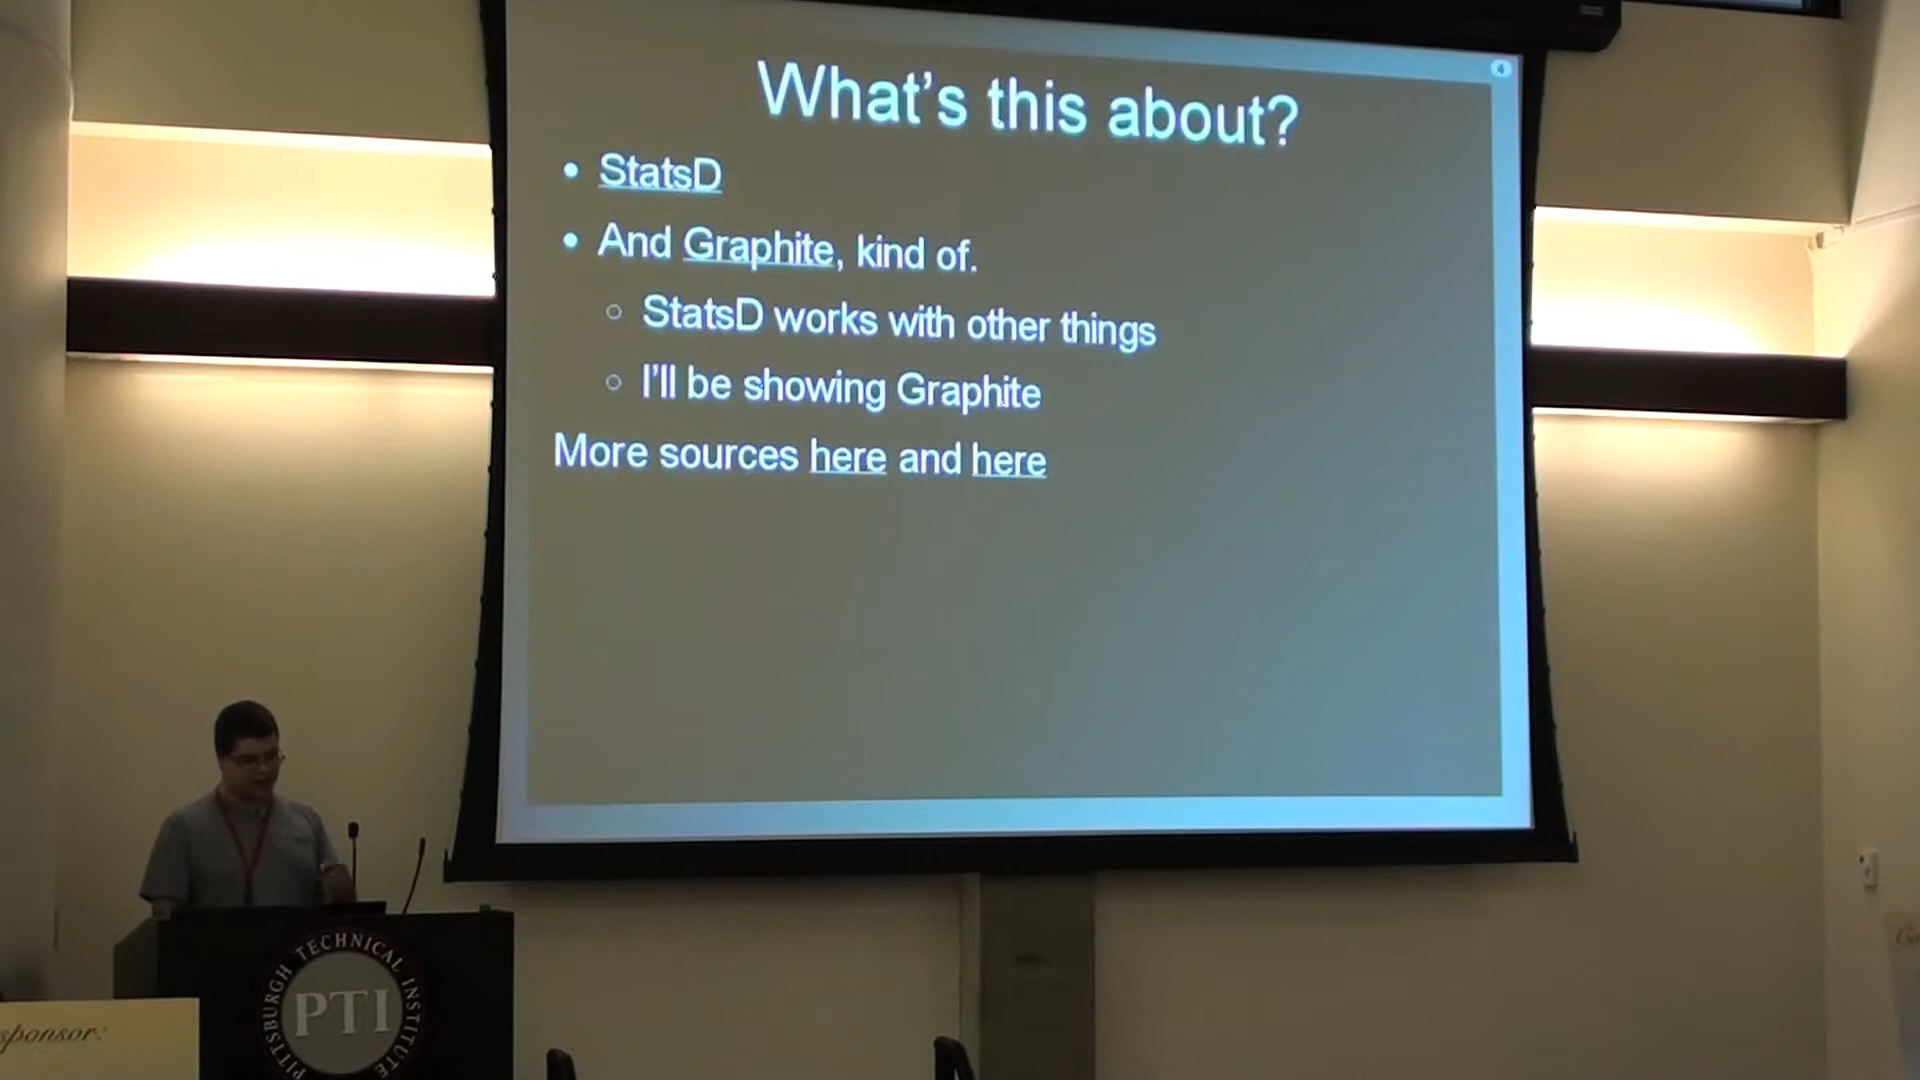 4
What's this about?
• StatsD
• And Graphite, kind of.
○ StatsD works with other things
○ I'll be showing Graphite
More sources here and here
PITTSBURGH TECHNICAL INSTITUTE
PTI
sponsor: